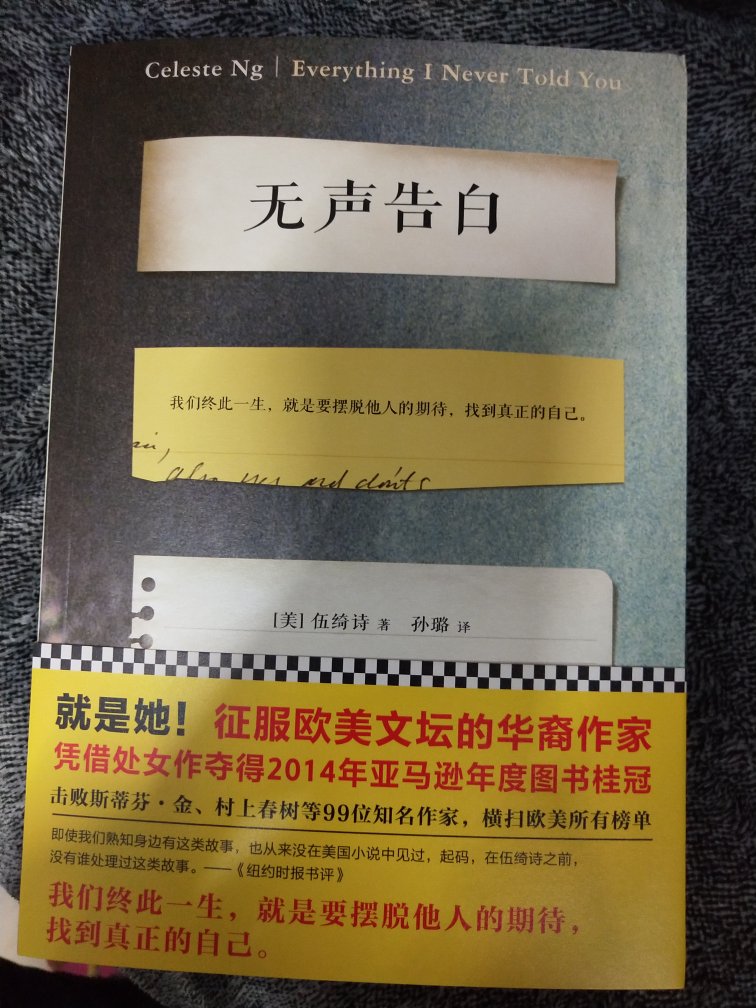 Celeste Ng | Everything I Never Told You
无声告白
我们终此一生，就是要摆脱他人的期待，找到真正的自己。
[美] 伍绮诗 著 孙璐 译
就是她！征服欧美文坛的华裔作家
凭借处女作夺得2014年亚马逊年度图书桂冠
击败斯蒂芬·金、村上春树等99位知名作家，横扫欧美所有榜单
即使我们熟知身边有这类故事，也从来没在美国小说中见过，起码，在伍绮诗之前，
没有谁处理过这类故事。——《纽约时报书评》
我们终此一生，就是要摆脱他人的期待，
找到真正的自己。